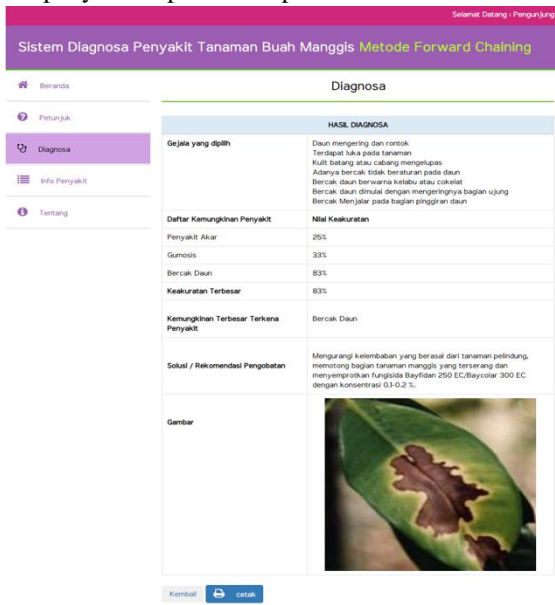 Selamat Datang : Pengunjung
Sistem Diagnosa Penyakit Tanaman Buah Manggis Metode Forward Chaining
Beranda
Petunjuk
Diagnosa
Info Penyakit
Tentang
Diagnosa
HASIL DIAGNOSA
Gejala yang dipilih
Daun mengering dan rontok
Terdapat luka pada tanaman
Kulit batang atau cabang mengelupas
Adanya bercak tidak beraturan pada daun
Bercak daun berwarna kelabu atau cokelat
Bercak daun dimulai dengan mengeringnya bagian ujung
Bercak Menjalar pada bagian pinggiran daun
Daftar Kemungkinan Penyakit Nilai Keakuratan
Penyakit Akar 25%
Gumosis 33%
Bercak Daun 83%
Keakuratan Terbesar 83%
Kemungkinan Terbesar Terkena
Penyakit
Bercak Daun
Solusi / Rekomendasi Pengobatan
Mengurangi kelembaban yang berasal dari tanaman pelindung,
memotong bagian tanaman manggis yang terserang dan
menyemprotkan fungisida Bayfidan 250 EC/Baycolar 300 EC
dengan konsentrasi 0.1-0.2 %.
Gambar
Kembali cetak